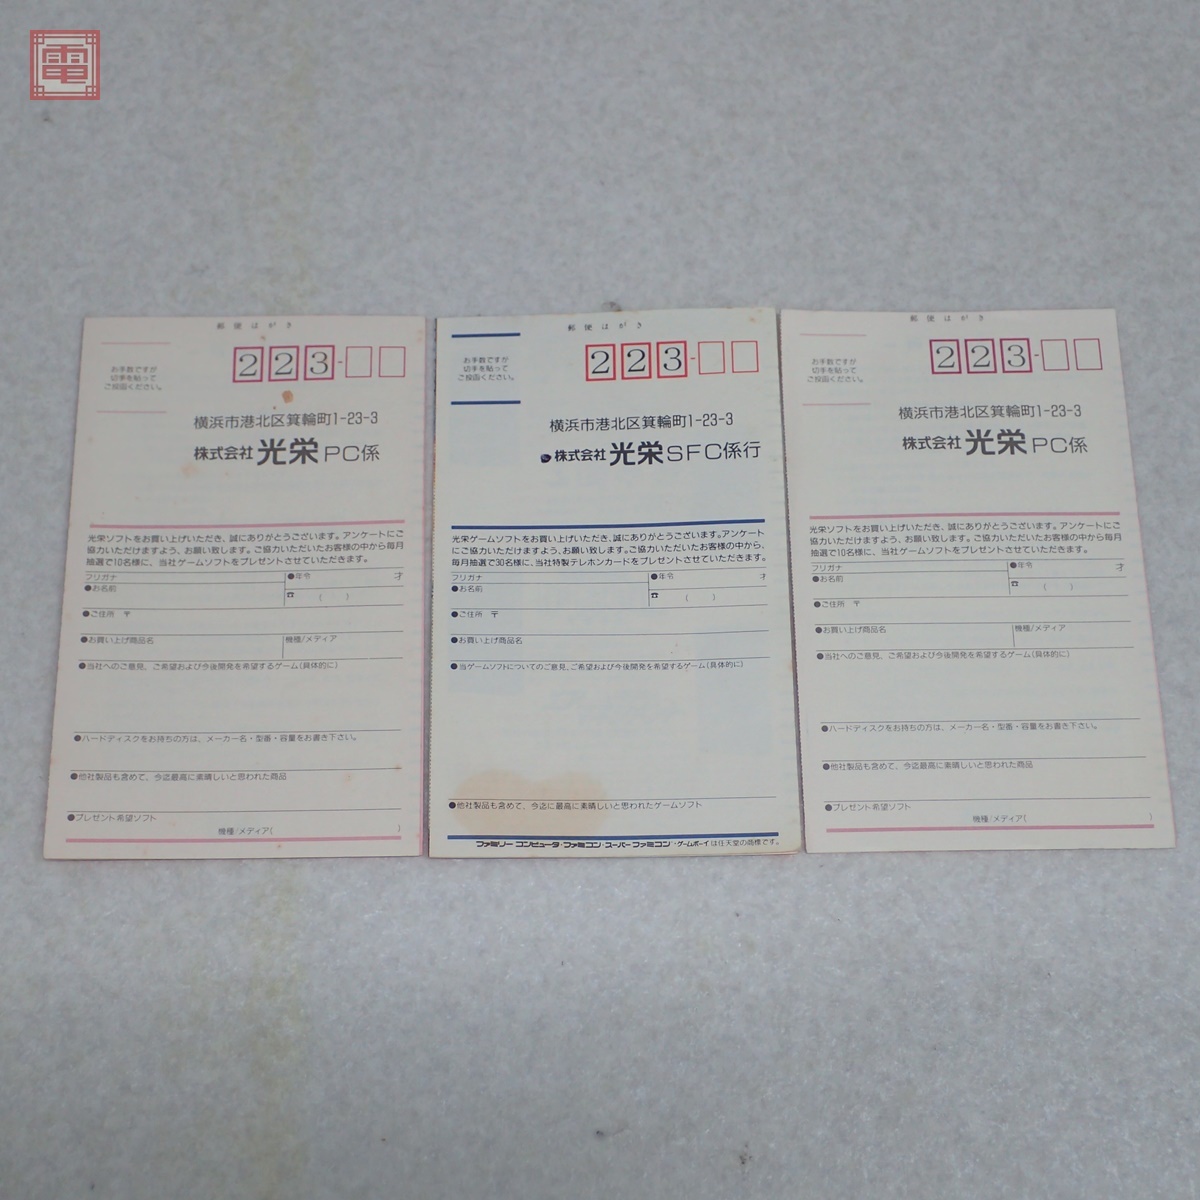 電
郵便はがき
お手数ですが
切手を貼って
ご投函ください。
223-
横浜市港北区箕輪町1-23-3
株式会社光栄PC係
光栄ソフトをお買い上げいただき、誠にありがとうございます。アンケートにご
協力いただけますよう、お願い致します。ご協力いただいたお客様の中から毎月
抽選で10名様に、当社ゲームソフトをプレゼントさせていただきます。
フリガナ
●お名前
●年令 才
☎ ( )
●ご住所 〒
●お買い上げ商品名
機種/メディア
●当社へのご意見、ご希望および今後開発を希望するゲーム(具体的に)
●ハードディスクをお持ちの方は、メーカー名・型番・容量をお書き下さい。
●他社製品も含めて、今迄最高に素晴しいと思われた商品
●プレゼント希望ソフト
機種/メディア( )
郵便はがき
お手数ですが
切手を貼って
ご投函ください。
223-
横浜市港北区箕輪町1-23-3
株式会社光栄SFC係行
光栄ゲームソフトをお買い上げいただき、誠にありがとうございます。アンケート
にご協力いただけますよう、お願い致します。ご協力いただいたお客様の中から、
毎月抽選で30名様に、当社特製テレホンカードをプレゼントさせていただきます。
フリガナ
●お名前
●年令 才
☎ ( )
●ご住所 〒
●お買い上げ商品名
●当ゲームソフトについてのご意見、ご希望および今後開発を希望するゲーム(具体的に)
●他社製品も含めて、今迄に最高に素晴しいと思われたゲームソフト
ファミリーコンピュータ・ファミコン・スーパーファミコン・ゲームボーイは任天堂の商標です。
郵便はがき
お手数ですが
切手を貼って
ご投函ください。
223-
横浜市港北区箕輪町1-23-3
株式会社光栄PC係
光栄ソフトをお買い上げいただき、誠にありがとうございます。アンケートにご
協力いただけますよう、お願い致します。ご協力いただいたお客様の中から毎月
抽選で10名様に、当社ゲームソフトをプレゼントさせていただきます。
フリガナ
●お名前
●年令 才
☎ ( )
●ご住所 〒
●お買い上げ商品名
機種/メディア
●当社へのご意見、ご希望および今後開発を希望するゲーム(具体的に)
●ハードディスクをお持ちの方は、メーカー名・型番・容量をお書き下さい。
●他社製品も含めて、今迄最高に素晴しいと思われた商品
●プレゼント希望ソフト
機種/メディア( )